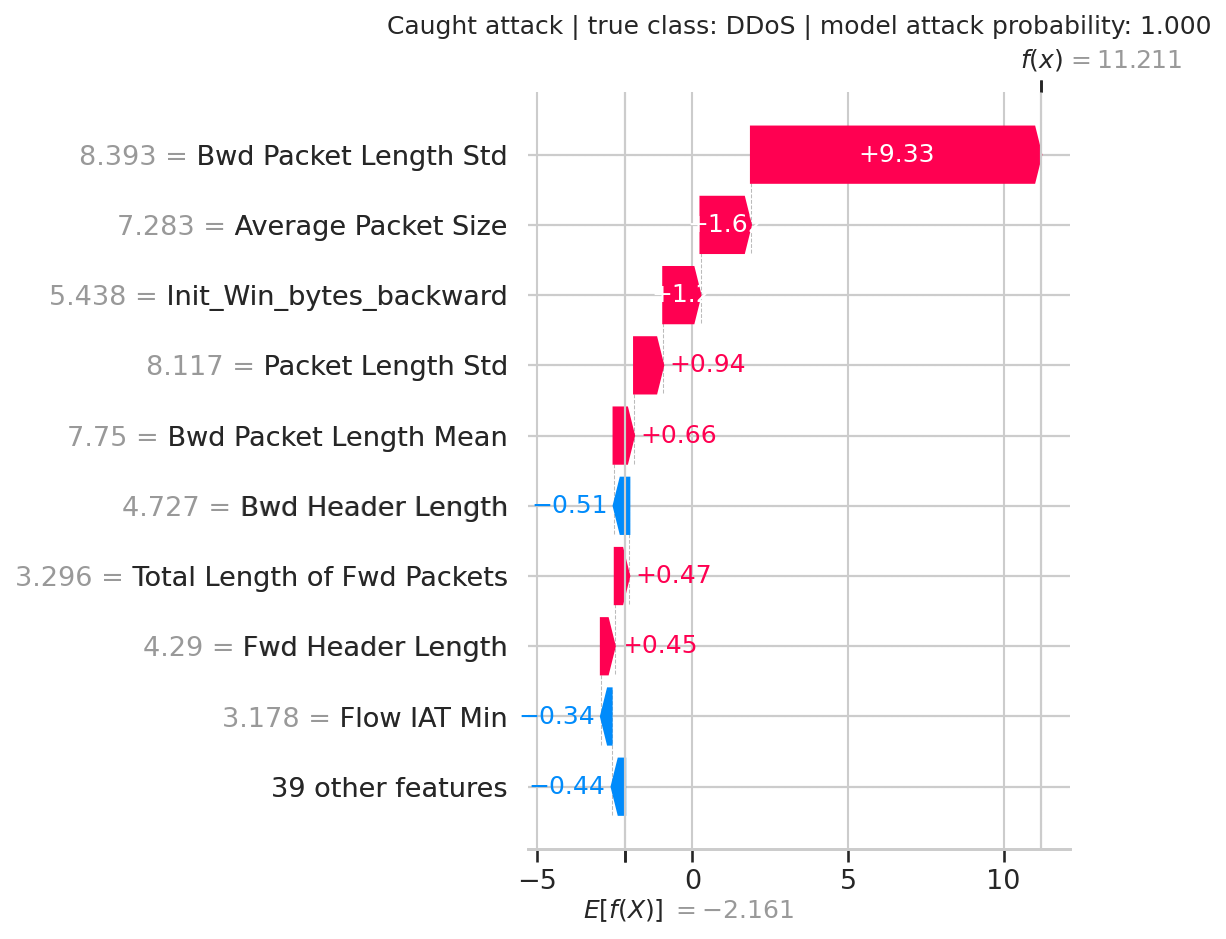 Caught attack | true class: DDoS | model attack probability: 1.000
f(x) = 11.211
8.393 = Bwd Packet Length Std
+9.33
7.283 = Average Packet Size
5.438 = Init_Win_bytes_backward
8.117 = Packet Length Std
+0.94
7.75 = Bwd Packet Length Mean
+0.66
4.727 = Bwd Header Length
−0.51
3.296 = Total Length of Fwd Packets
+0.47
4.29 = Fwd Header Length
+0.45
3.178 = Flow IAT Min
−0.34
39 other features
−0.44
−5 0 5 10
E[f(X)] = −2.161